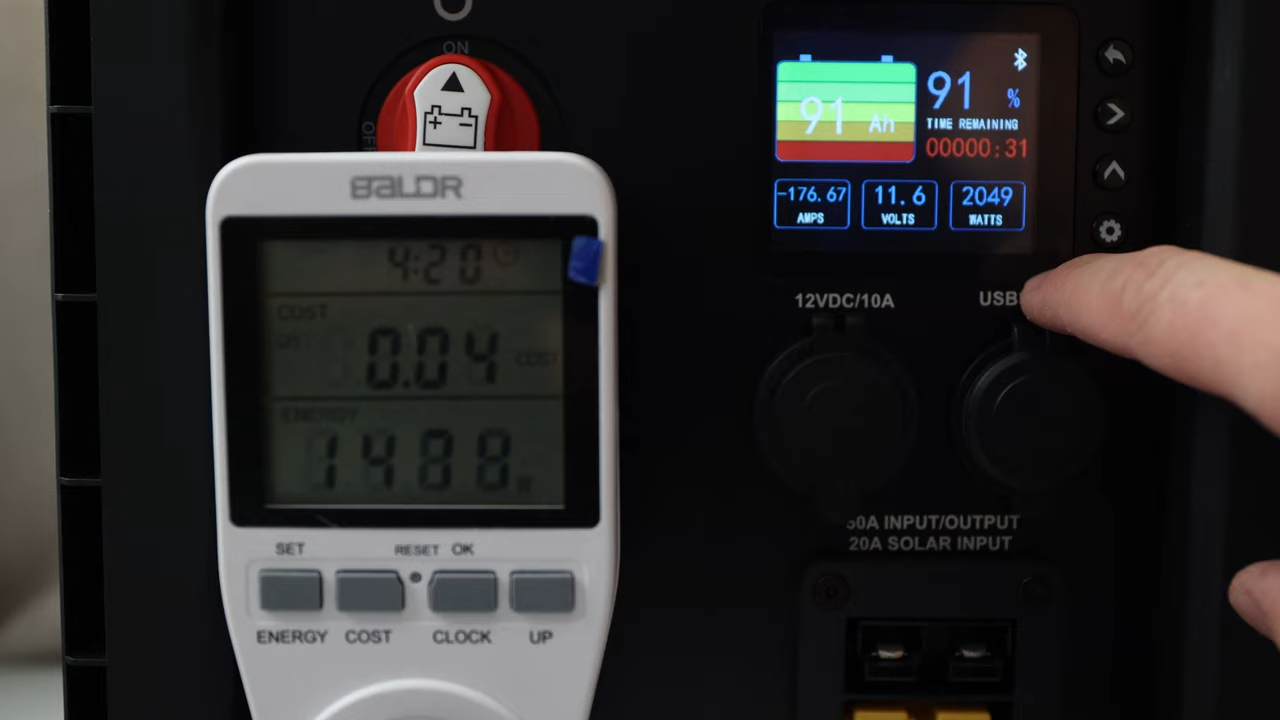 ON
OFF
BALDR
4:20
COST
0.04
COST
ENERGY
1488
W
SET
RESET
OK
ENERGY
COST
CLOCK
UP
91 Ah
91 %
TIME REMAINING
00000:31
-176.67
AMPS
11.6
VOLTS
2049
WATTS
12VDC/10A
USB
50A INPUT/OUTPUT
20A SOLAR INPUT